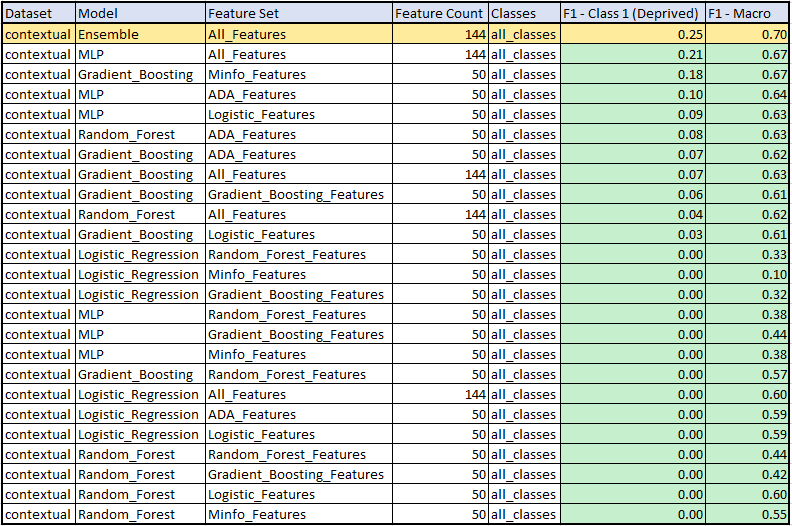 Dataset Model Feature Set Feature Count Classes F1 - Class 1 (Deprived) F1 - Macro
contextual Ensemble All_Features 144 all_classes 0.25 0.70
contextual MLP All_Features 144 all_classes 0.21 0.67
contextual Gradient_Boosting Minfo_Features 50 all_classes 0.18 0.67
contextual MLP ADA_Features 50 all_classes 0.10 0.64
contextual MLP Logistic_Features 50 all_classes 0.09 0.63
contextual Random_Forest ADA_Features 50 all_classes 0.08 0.63
contextual Gradient_Boosting ADA_Features 50 all_classes 0.07 0.62
contextual Gradient_Boosting All_Features 144 all_classes 0.07 0.63
contextual Gradient_Boosting Gradient_Boosting_Features 50 all_classes 0.06 0.61
contextual Random_Forest All_Features 144 all_classes 0.04 0.62
contextual Gradient_Boosting Logistic_Features 50 all_classes 0.03 0.61
contextual Logistic_Regression Random_Forest_Features 50 all_classes 0.00 0.33
contextual Logistic_Regression Minfo_Features 50 all_classes 0.00 0.10
contextual Logistic_Regression Gradient_Boosting_Features 50 all_classes 0.00 0.32
contextual MLP Random_Forest_Features 50 all_classes 0.00 0.38
contextual MLP Gradient_Boosting_Features 50 all_classes 0.00 0.44
contextual MLP Minfo_Features 50 all_classes 0.00 0.38
contextual Gradient_Boosting Random_Forest_Features 50 all_classes 0.00 0.57
contextual Logistic_Regression All_Features 144 all_classes 0.00 0.60
contextual Logistic_Regression ADA_Features 50 all_classes 0.00 0.59
contextual Logistic_Regression Logistic_Features 50 all_classes 0.00 0.59
contextual Random_Forest Random_Forest_Features 50 all_classes 0.00 0.44
contextual Random_Forest Gradient_Boosting_Features 50 all_classes 0.00 0.42
contextual Random_Forest Logistic_Features 50 all_classes 0.00 0.60
contextual Random_Forest Minfo_Features 50 all_classes 0.00 0.55